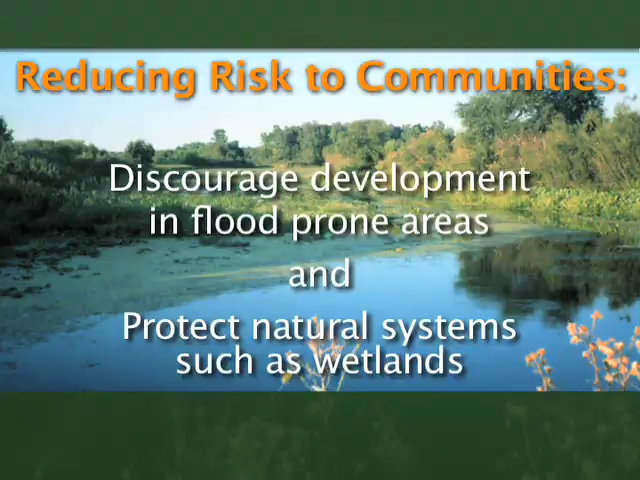 Reducing Risk to Communities:
Discourage development
in flood prone areas
and
Protect natural systems
such as wetlands